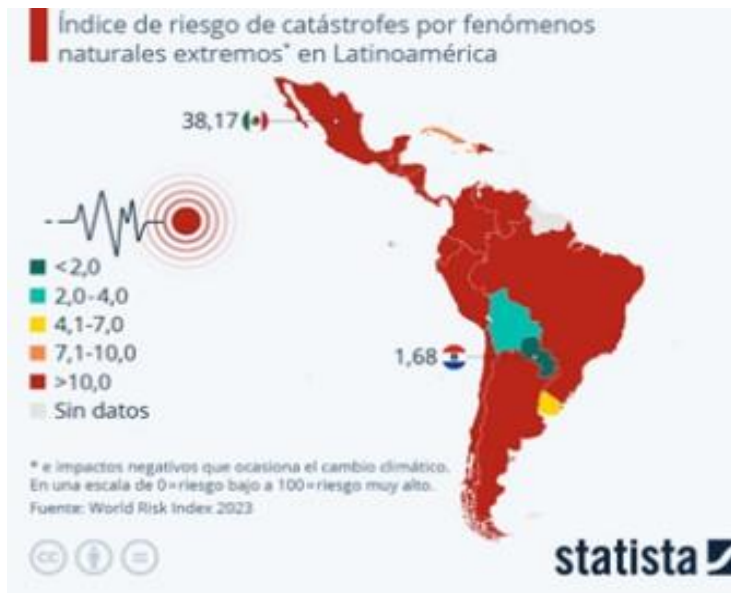 Índice de riesgo de catástrofes por fenómenos
naturales extremos* en Latinoamérica
38,17
<2,0
2,0-4,0
4,1-7,0
7,1-10,0
>10,0
Sin datos
1,68
* e impactos negativos que ocasiona el cambio climático.
En una escala de 0=riesgo bajo a 100=riesgo muy alto.
Fuente: World Risk Index 2023
cc
statista